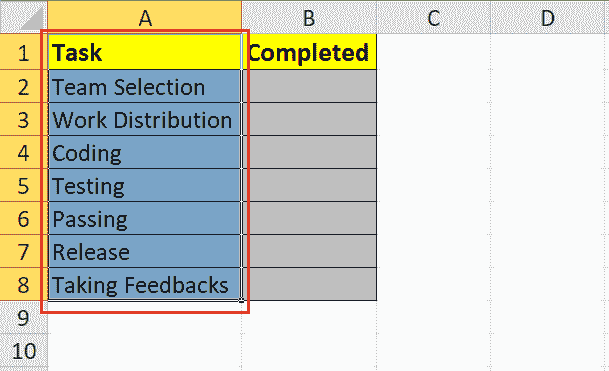 A B C D
1 Task Completed
2 Team Selection
3 Work Distribution
4 Coding
5 Testing
6 Passing
7 Release
8 Taking Feedbacks
9
10